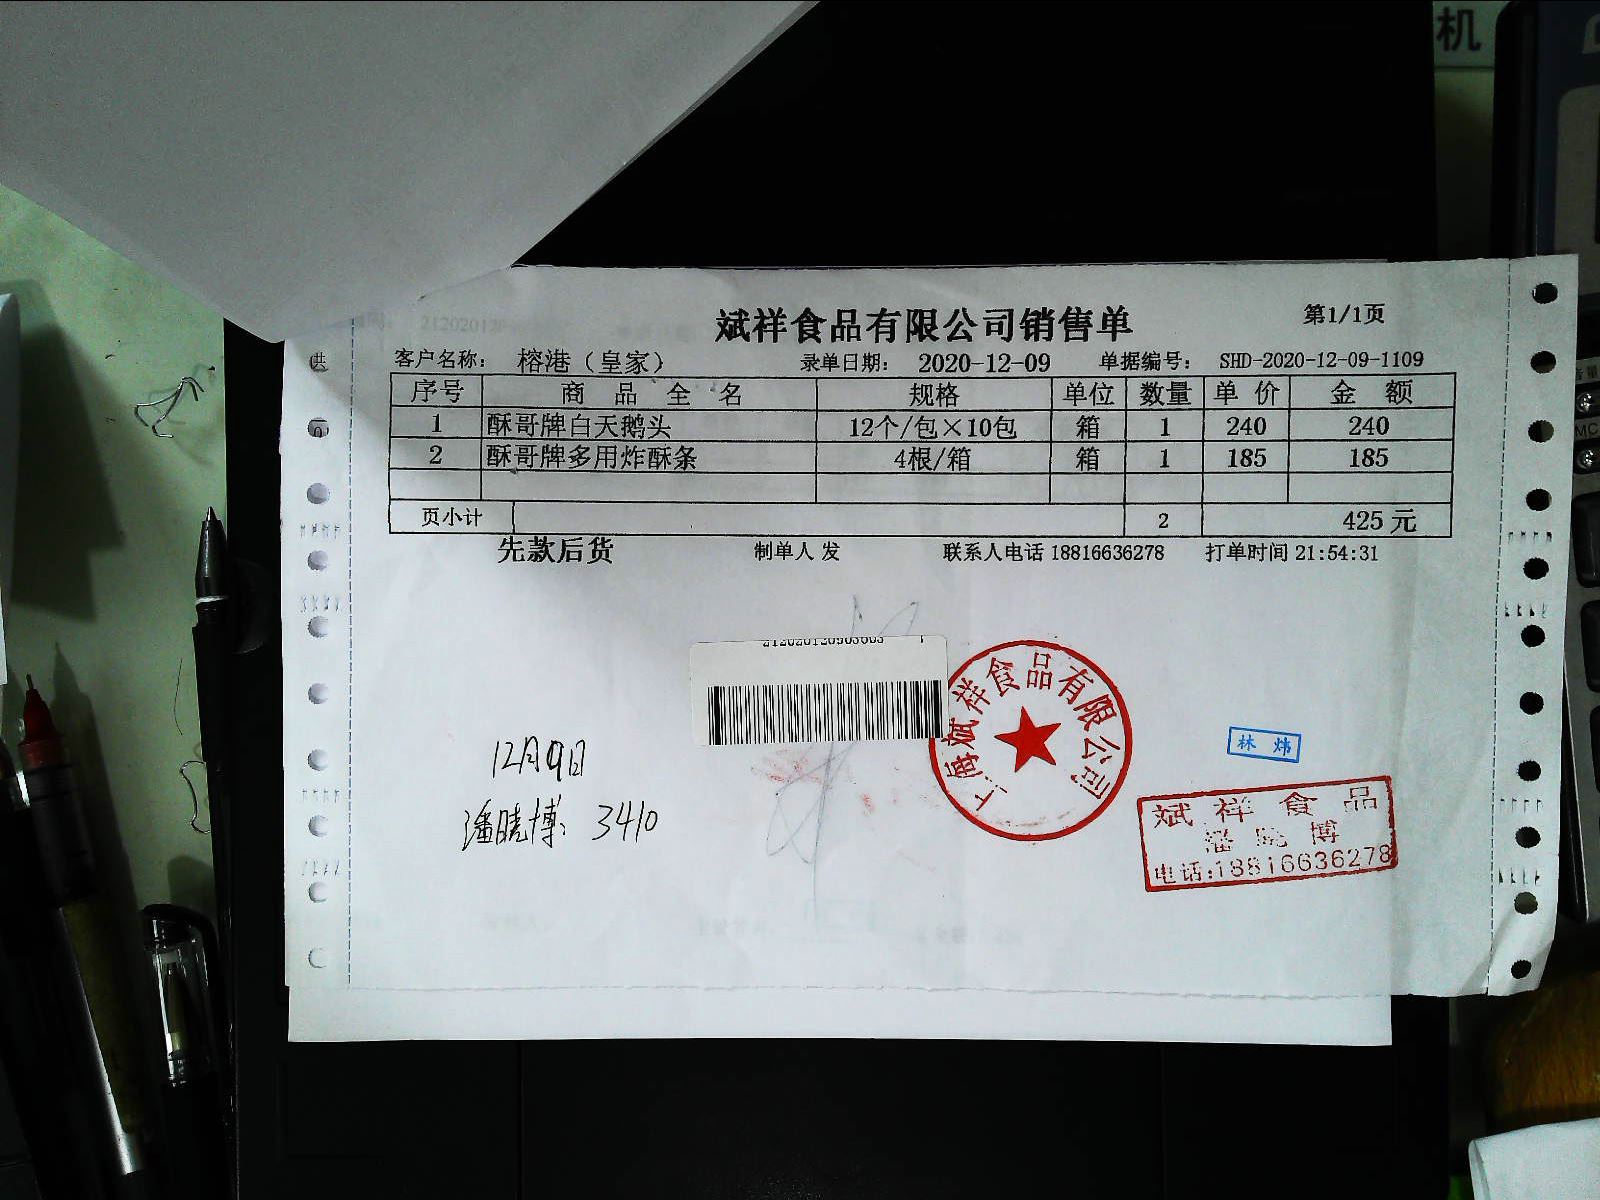 机
斌祥食品有限公司销售单
第1/1页
客户名称： 榕港（皇家） 录单日期： 2020-12-09 单据编号： SHD-2020-12-09-1109
序号 商品全名 规格 单位 数量 单价 金额
1 酥哥牌白天鹅头 12个/包×10包 箱 1 240 240
2 酥哥牌多用炸酥条 4根/箱 箱 1 185 185
页小计 2 425元
先款后货 制单人 发 联系人电话 18816636278 打单时间 21:54:31
上海斌祥食品有限公司
林炜
12月9日
潘晓博：3410
斌祥食品
潘晓博
电话:18816636278